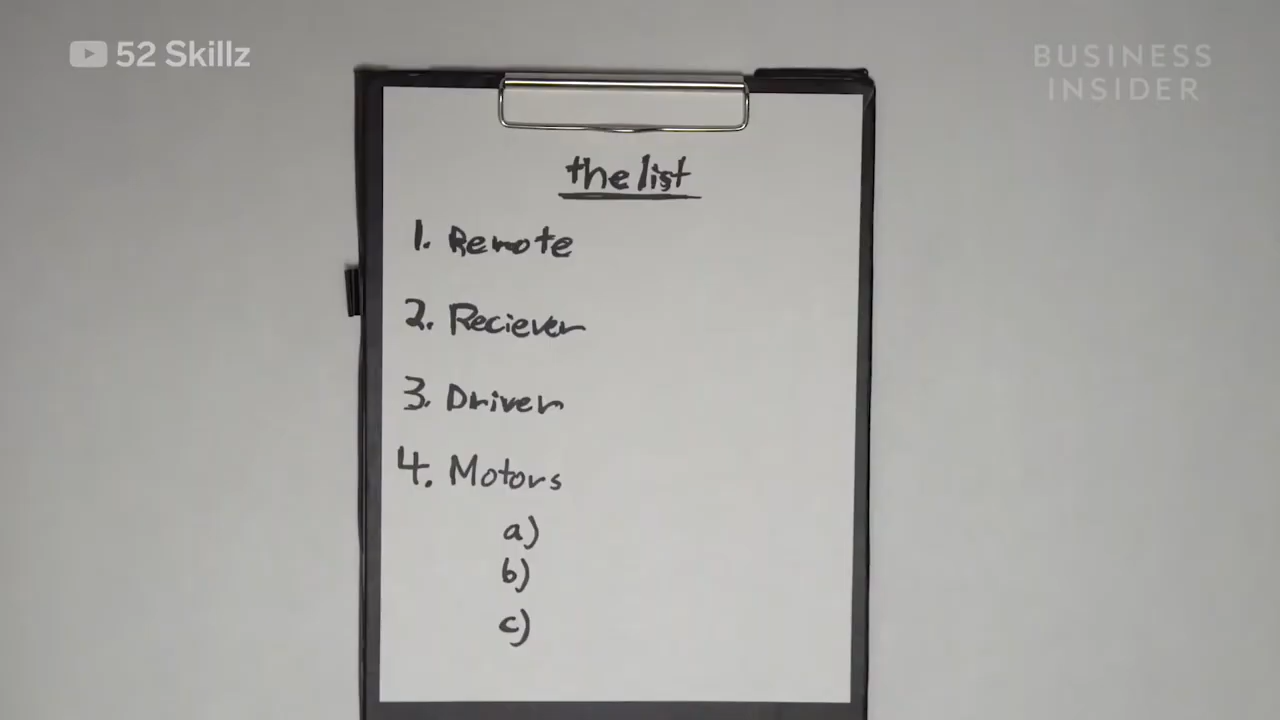 52 Skillz
BUSINESS
INSIDER
the list
1. Remote
2. Reciever
3. Driver
4. Motors
a)
b)
c)